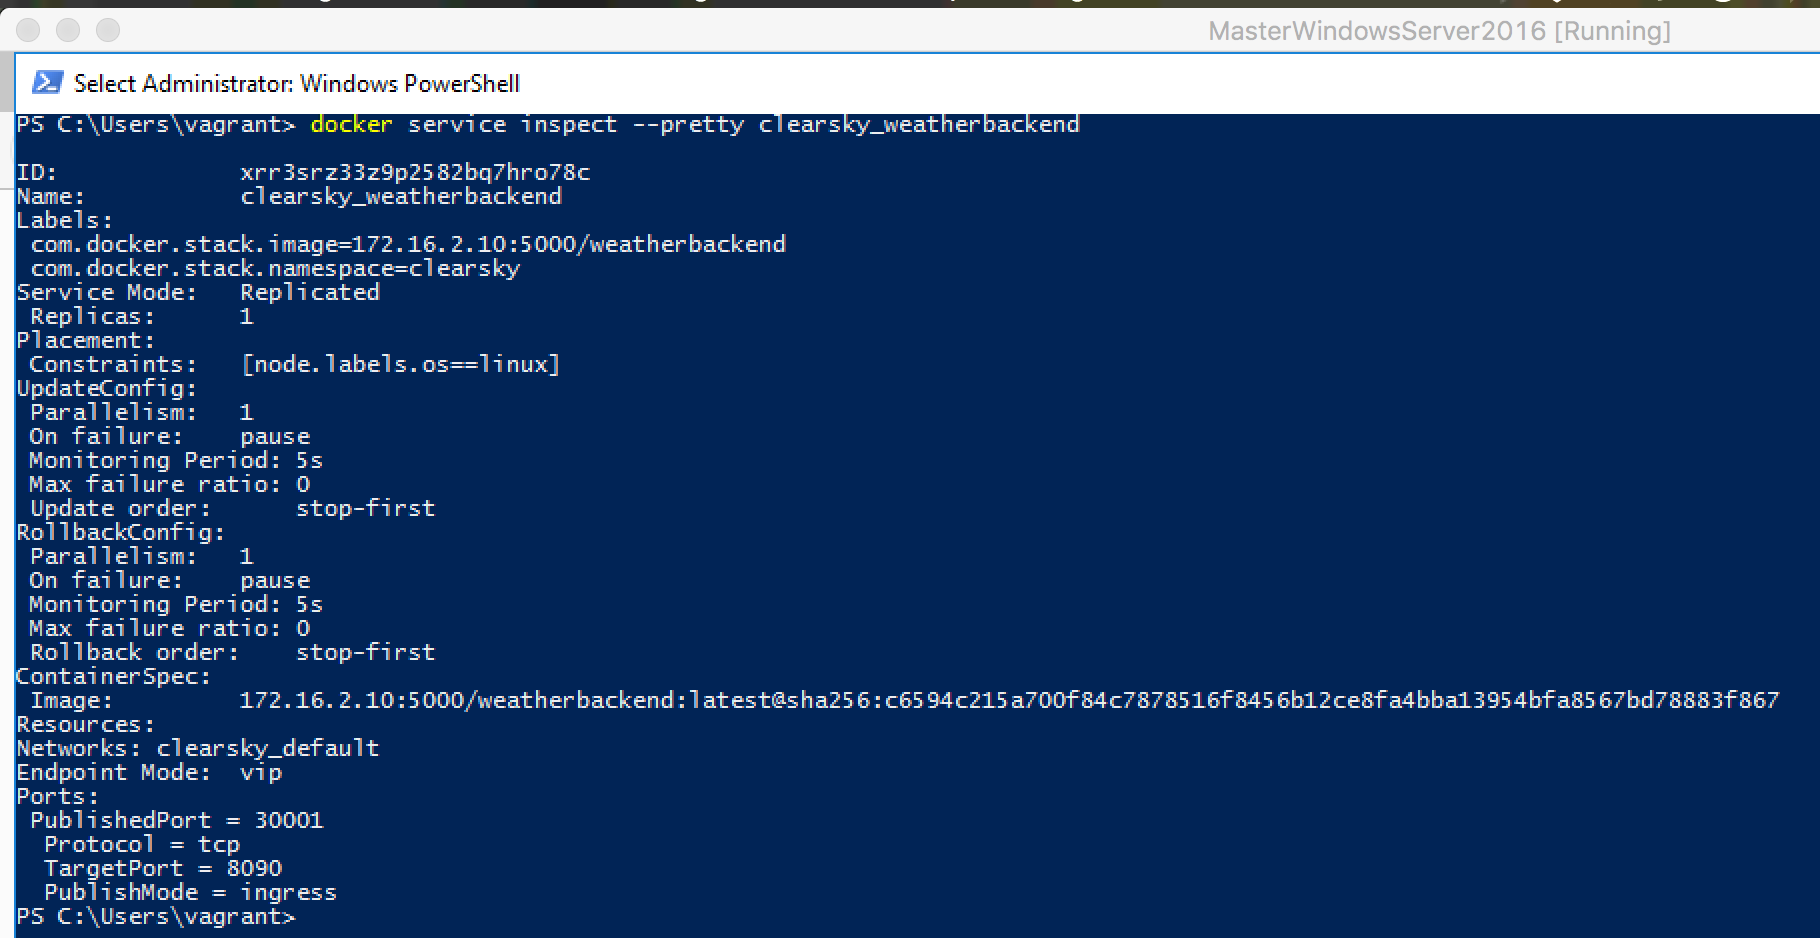 MasterWindowsServer2016 [Running]
Select Administrator: Windows PowerShell
PS C:\Users\vagrant> docker service inspect --pretty clearsky_weatherbackend
ID: xrr3srz33z9p2582bq7hro78c
Name: clearsky_weatherbackend
Labels:
com.docker.stack.image=172.16.2.10:5000/weatherbackend
com.docker.stack.namespace=clearsky
Service Mode: Replicated
Replicas: 1
Placement:
Constraints: [node.labels.os==linux]
UpdateConfig:
Parallelism: 1
On failure: pause
Monitoring Period: 5s
Max failure ratio: 0
Update order: stop-first
RollbackConfig:
Parallelism: 1
On failure: pause
Monitoring Period: 5s
Max failure ratio: 0
Rollback order: stop-first
ContainerSpec:
Image: 172.16.2.10:5000/weatherbackend:latest@sha256:c6594c215a700f84c7878516f8456b12ce8fa4bba13954bfa8567bd78883f867
Resources:
Networks: clearsky_default
Endpoint Mode: vip
Ports:
PublishedPort = 30001
Protocol = tcp
TargetPort = 8090
PublishMode = ingress
PS C:\Users\vagrant>